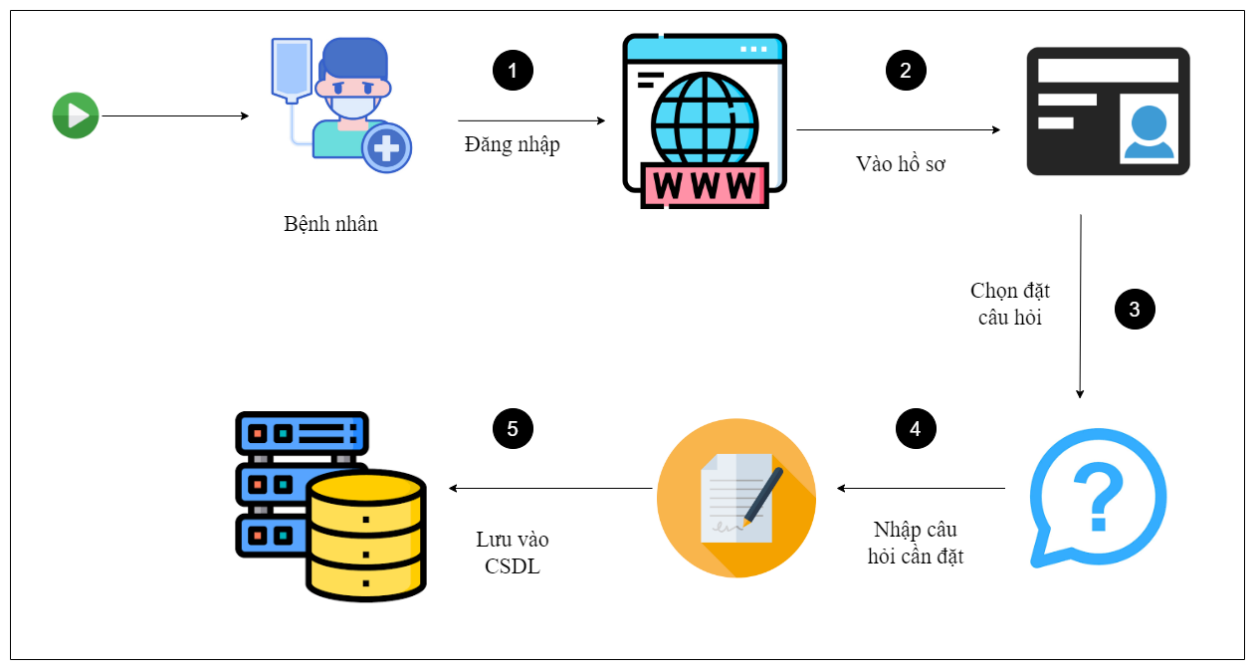 1
2
Đăng nhập
Vào hồ sơ
WWW
Bệnh nhân
Chọn đặt
câu hỏi
3
5
4
?
Lưu vào
CSDL
Nhập câu
hỏi cần đặt